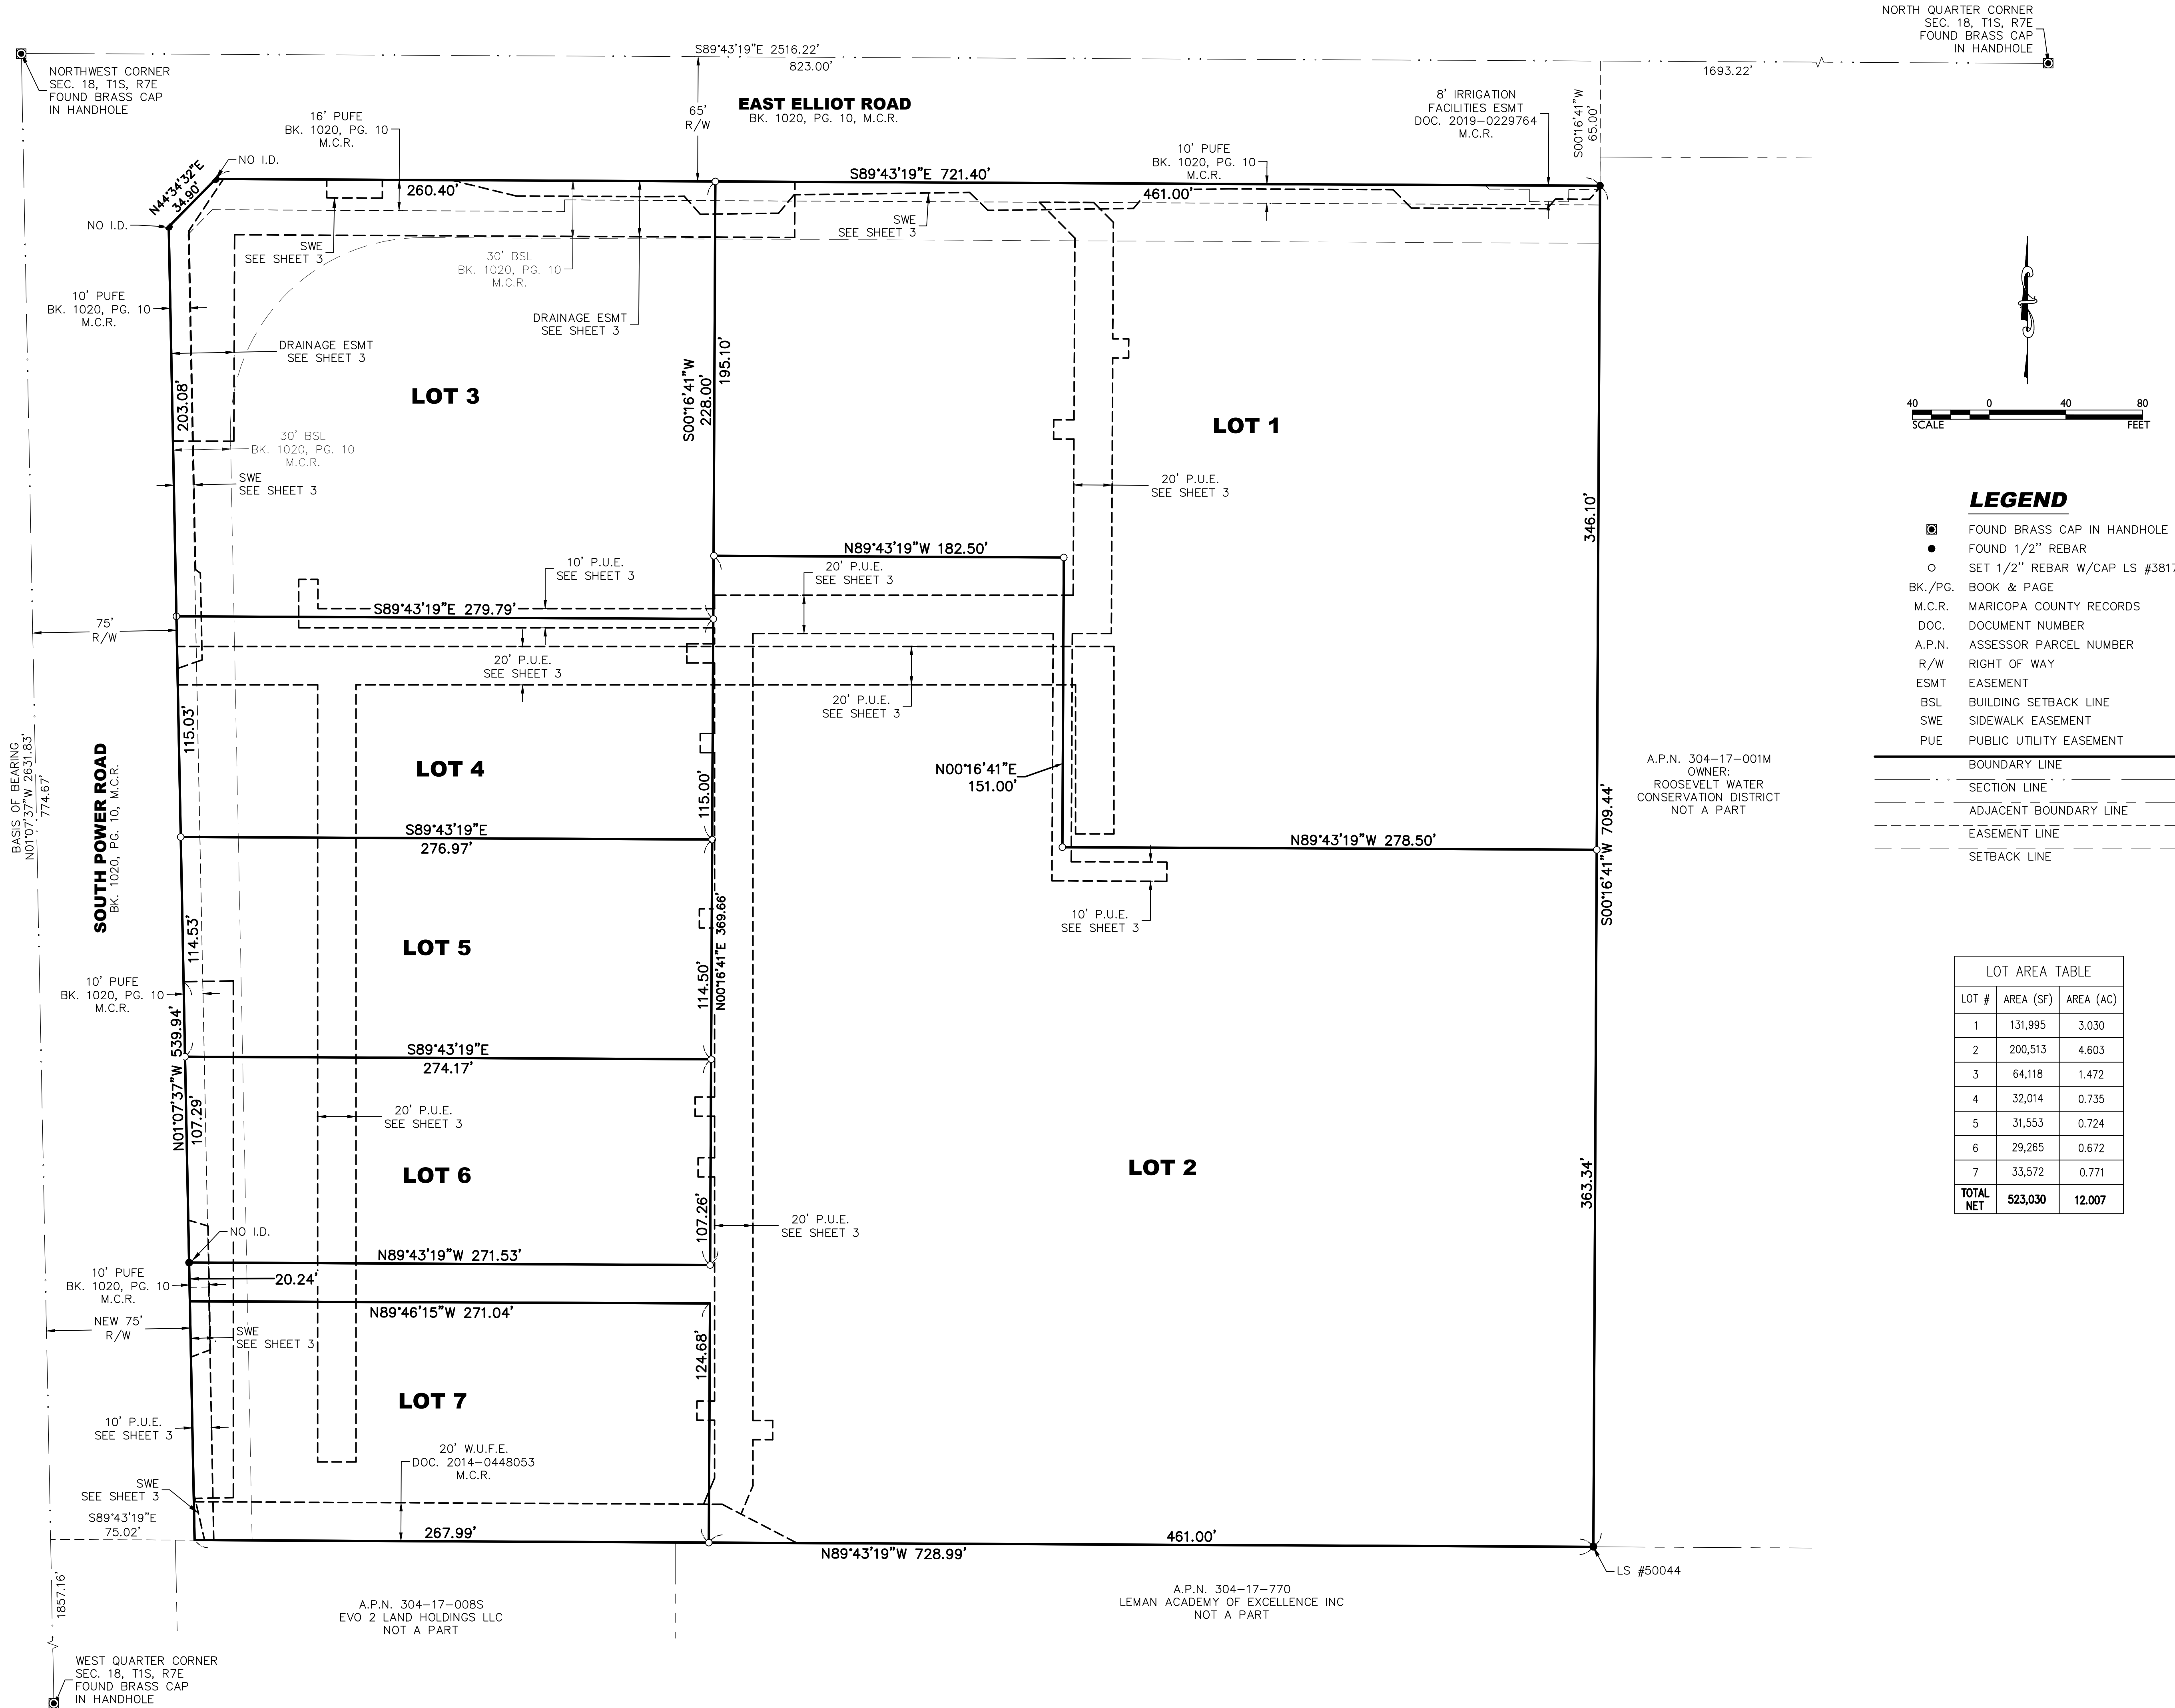 NORTH QUARTER CORNER
SEC. 18, T1S, R7E
FOUND BRASS CAP
IN HANDHOLE
S89°43'19"E 2516.22'
823.00'
1693.22'
NORTHWEST CORNER
SEC. 18, T1S, R7E
FOUND BRASS CAP
IN HANDHOLE
65'
R/W
EAST ELLIOT ROAD
BK. 1020, PG. 10, M.C.R.
8' IRRIGATION
FACILITIES ESMT
DOC. 2019-0229764
M.C.R.
S00°16'41"W
65.00'
16' PUFE
BK. 1020, PG. 10
M.C.R.
NO I.D.
N44°34'32"E
34.90'
NO I.D.
260.40'
S89°43'19"E 721.40'
461.00'
10' PUFE
BK. 1020, PG. 10
M.C.R.
SWE
SEE SHEET 3
SWE
SEE SHEET 3
30' BSL
BK. 1020, PG. 10
M.C.R.
10' PUFE
BK. 1020, PG. 10
M.C.R.
DRAINAGE ESMT
SEE SHEET 3
DRAINAGE ESMT
SEE SHEET 3
LOT 3
203.08'
S00°16'41"W
228.00'
195.10'
LOT 1
30' BSL
BK. 1020, PG. 10
M.C.R.
SWE
SEE SHEET 3
20' P.U.E.
SEE SHEET 3
346.10'
N89°43'19"W 182.50'
10' P.U.E.
SEE SHEET 3
20' P.U.E.
SEE SHEET 3
S89°43'19"E 279.79'
75'
R/W
20' P.U.E.
SEE SHEET 3
20' P.U.E.
SEE SHEET 3
BASIS OF BEARING
N01°07'37"W 2631.83'
774.67'
SOUTH POWER ROAD
BK. 1020, PG. 10, M.C.R.
115.03'
LOT 4
115.00'
N00°16'41"E
151.00'
A.P.N. 304-17-001M
OWNER:
ROOSEVELT WATER
CONSERVATION DISTRICT
NOT A PART
S00°16'41"W 709.44'
S89°43'19"E
276.97'
N89°43'19"W 278.50'
10' P.U.E.
SEE SHEET 3
114.53'
LOT 5
114.50'
N00°16'41"E 369.66'
10' PUFE
BK. 1020, PG. 10
M.C.R.
N01°07'37"W 539.94'
S89°43'19"E
274.17'
107.29'
20' P.U.E.
SEE SHEET 3
LOT 6
107.26'
LOT 2
363.34'
20' P.U.E.
SEE SHEET 3
NO I.D.
N89°43'19"W 271.53'
10' PUFE
BK. 1020, PG. 10
M.C.R.
20.24'
N89°46'15"W 271.04'
NEW 75'
R/W
SWE
SEE SHEET 3
124.68'
LOT 7
10' P.U.E.
SEE SHEET 3
20' W.U.F.E.
DOC. 2014-0448053
M.C.R.
SWE
SEE SHEET 3
S89°43'19"E
75.02'
267.99'
461.00'
N89°43'19"W 728.99'
LS #50044
1857.16'
A.P.N. 304-17-008S
EVO 2 LAND HOLDINGS LLC
NOT A PART
A.P.N. 304-17-770
LEMAN ACADEMY OF EXCELLENCE INC
NOT A PART
WEST QUARTER CORNER
SEC. 18, T1S, R7E
FOUND BRASS CAP
IN HANDHOLE
40 0 40 80
SCALE FEET
LEGEND
FOUND BRASS CAP IN HANDHOLE
FOUND 1/2" REBAR
SET 1/2" REBAR W/CAP LS #3817
BK./PG. BOOK & PAGE
M.C.R. MARICOPA COUNTY RECORDS
DOC. DOCUMENT NUMBER
A.P.N. ASSESSOR PARCEL NUMBER
R/W RIGHT OF WAY
ESMT EASEMENT
BSL BUILDING SETBACK LINE
SWE SIDEWALK EASEMENT
PUE PUBLIC UTILITY EASEMENT
BOUNDARY LINE
SECTION LINE
ADJACENT BOUNDARY LINE
EASEMENT LINE
SETBACK LINE
LOT AREA TABLE
LOT # AREA (SF) AREA (AC)
1 131,995 3.030
2 200,513 4.603
3 64,118 1.472
4 32,014 0.735
5 31,553 0.724
6 29,265 0.672
7 33,572 0.771
TOTAL NET 523,030 12.007